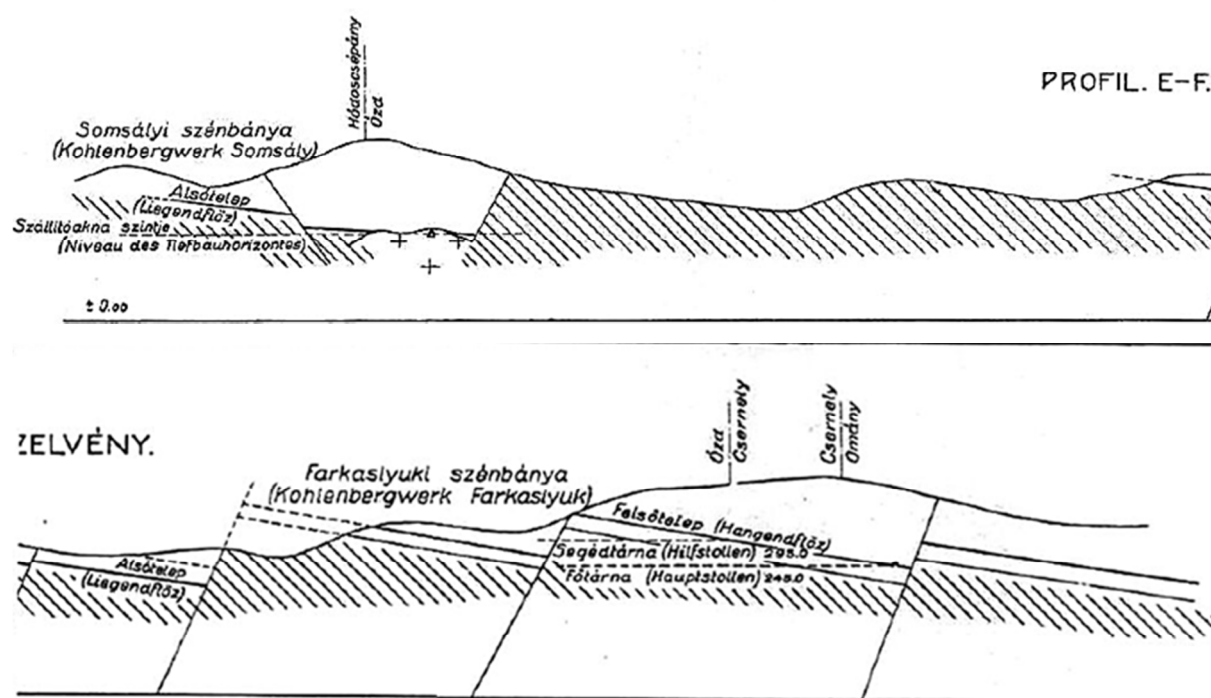 Hódoscsépány
Ózd
PROFIL. E-F.
Somsályi szénbánya
(Kohlenbergwerk Somsály)
Alsótelep
(Liegendflöz)
Szállítóakna szintje
(Niveau des Tiefbauhorizontes)
± 0.00
ZELVÉNY.
Ózd
Csernely
Csernely
Omány
Farkaslyuki szénbánya
(Kohlenbergwerk Farkaslyuk)
Felsőtelep (Hangendflöz)
Segédtárna (Hilfstollen) 295.0
Főtárna (Hauptstollen) 245.0
Alsótelep
(Liegendflöz)